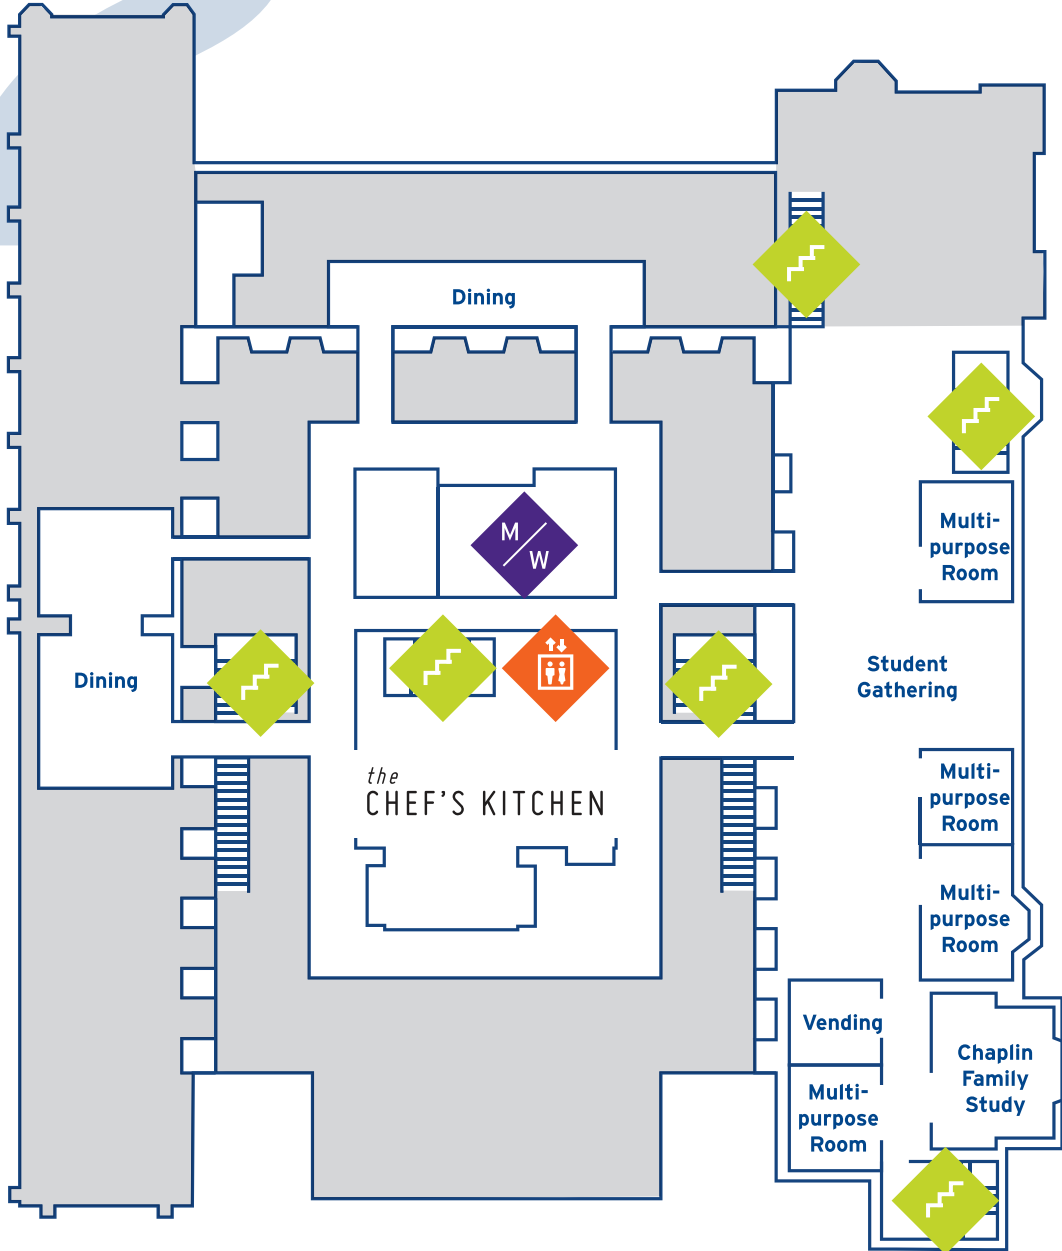 Dining
Multi-
purpose
Room
M
W
Student
Gathering
Dining
the
CHEF'S KITCHEN
Multi-
purpose
Room
Multi-
purpose
Room
Vending
Chaplin
Family
Study
Multi-
purpose
Room